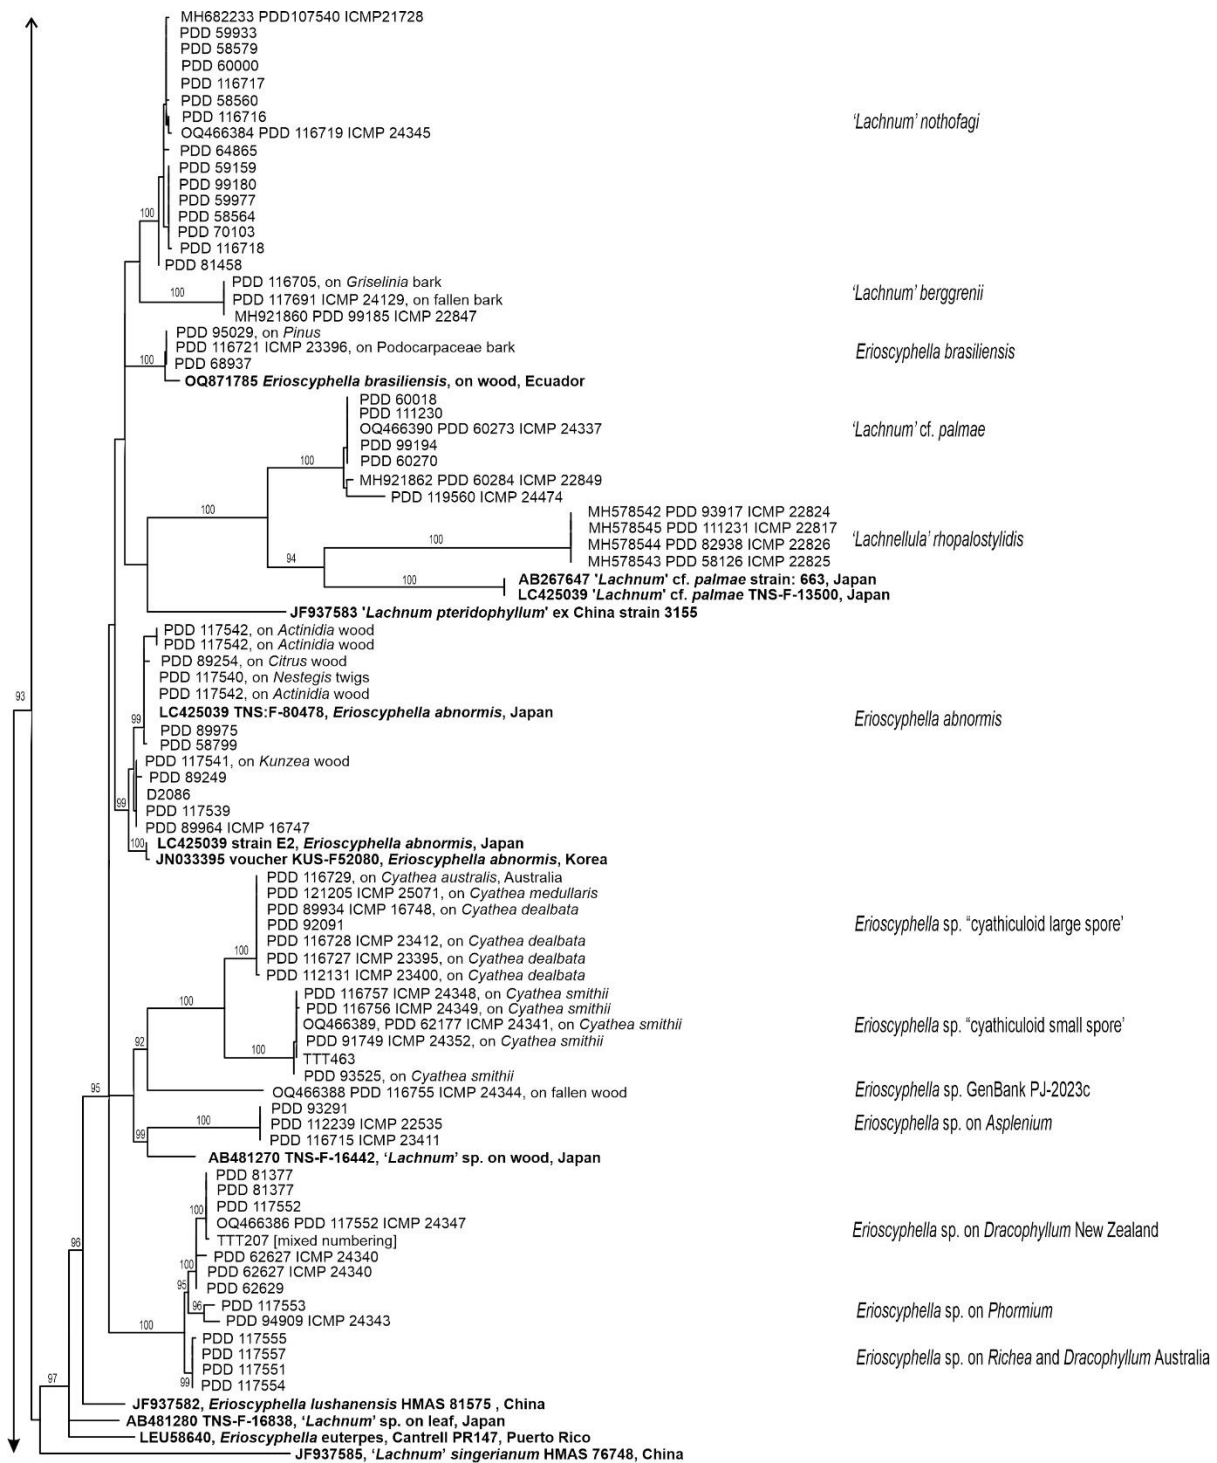 MH682233 PDD107540 ICMP21728
PDD 59933
PDD 58579
PDD 60000
PDD 116717
PDD 58560
PDD 116716
'Lachnum' nothofagi
OQ466384 PDD 116719 ICMP 24345
PDD 64865
PDD 59159
PDD 99180
PDD 59977
100
PDD 58564
PDD 70103
PDD 116718
PDD 81458
PDD 116705, on Griselinia bark
100
PDD 117691 ICMP 24129, on fallen bark
'Lachnum' berggrenii
MH921860 PDD 99185 ICMP 22847
PDD 95029, on Pinus
PDD 116721 ICMP 23396, on Podocarpaceae bark
Erioscyphella brasiliensis
100
PDD 68937
OQ871785 Erioscyphella brasiliensis, on wood, Ecuador
PDD 60018
PDD 111230
OQ466390 PDD 60273 ICMP 24337
'Lachnum' cf. palmae
PDD 99194
100
PDD 60270
MH921862 PDD 60284 ICMP 22849
PDD 119560 ICMP 24474
100
MH578542 PDD 93917 ICMP 22824
MH578545 PDD 111231 ICMP 22817
100
MH578544 PDD 82938 ICMP 22826
'Lachnellula' rhopalostylidis
94
MH578543 PDD 58126 ICMP 22825
100
AB267647 'Lachnum' cf. palmae strain: 663, Japan
LC425039 'Lachnum' cf. palmae TNS-F-13500, Japan
JF937583 'Lachnum pteridophyllum' ex China strain 3155
PDD 117542, on Actinidia wood
PDD 117542, on Actinidia wood
PDD 89254, on Citrus wood
PDD 117540, on Nestegis twigs
PDD 117542, on Actinidia wood
93
99
LC425039 TNS:F-80478, Erioscyphella abnormis, Japan
Erioscyphella abnormis
PDD 89975
PDD 58799
PDD 117541, on Kunzea wood
PDD 89249
D2086
99
PDD 117539
PDD 89964 ICMP 16747
100
LC425039 strain E2, Erioscyphella abnormis, Japan
JN033395 voucher KUS-F52080, Erioscyphella abnormis, Korea
PDD 116729, on Cyathea australis, Australia
PDD 121205 ICMP 25071, on Cyathea medullaris
PDD 89934 ICMP 16748, on Cyathea dealbata
PDD 92091
Erioscyphella sp. “cyathiculoid large spore’
PDD 116728 ICMP 23412, on Cyathea dealbata
100
PDD 116727 ICMP 23395, on Cyathea dealbata
PDD 112131 ICMP 23400, on Cyathea dealbata
PDD 116757 ICMP 24348, on Cyathea smithii
100
PDD 116756 ICMP 24349, on Cyathea smithii
OQ466389, PDD 62177 ICMP 24341, on Cyathea smithii
Erioscyphella sp. “cyathiculoid small spore’
92
PDD 91749 ICMP 24352, on Cyathea smithii
100
TTT463
PDD 93525, on Cyathea smithii
95
OQ466388 PDD 116755 ICMP 24344, on fallen wood
Erioscyphella sp. GenBank PJ-2023c
PDD 93291
100
PDD 112239 ICMP 22535
Erioscyphella sp. on Asplenium
99
PDD 116715 ICMP 23411
AB481270 TNS-F-16442, ‘Lachnum’ sp. on wood, Japan
PDD 81377
PDD 81377
PDD 117552
100
OQ466386 PDD 117552 ICMP 24347
Erioscyphella sp. on Dracophyllum New Zealand
96
TTT207 [mixed numbering]
PDD 62627 ICMP 24340
100
PDD 62627 ICMP 24340
95
PDD 62629
96
PDD 117553
Erioscyphella sp. on Phormium
PDD 94909 ICMP 24343
100
PDD 117555
PDD 117557
Erioscyphella sp. on Richea and Dracophyllum Australia
PDD 117551
99
PDD 117554
97
JF937582, Erioscyphella lushanensis HMAS 81575 , China
AB481280 TNS-F-16838, ‘Lachnum’ sp. on leaf, Japan
LEU58640, Erioscyphella euterpes, Cantrell PR147, Puerto Rico
JF937585, ‘Lachnum’ singerianum HMAS 76748, China